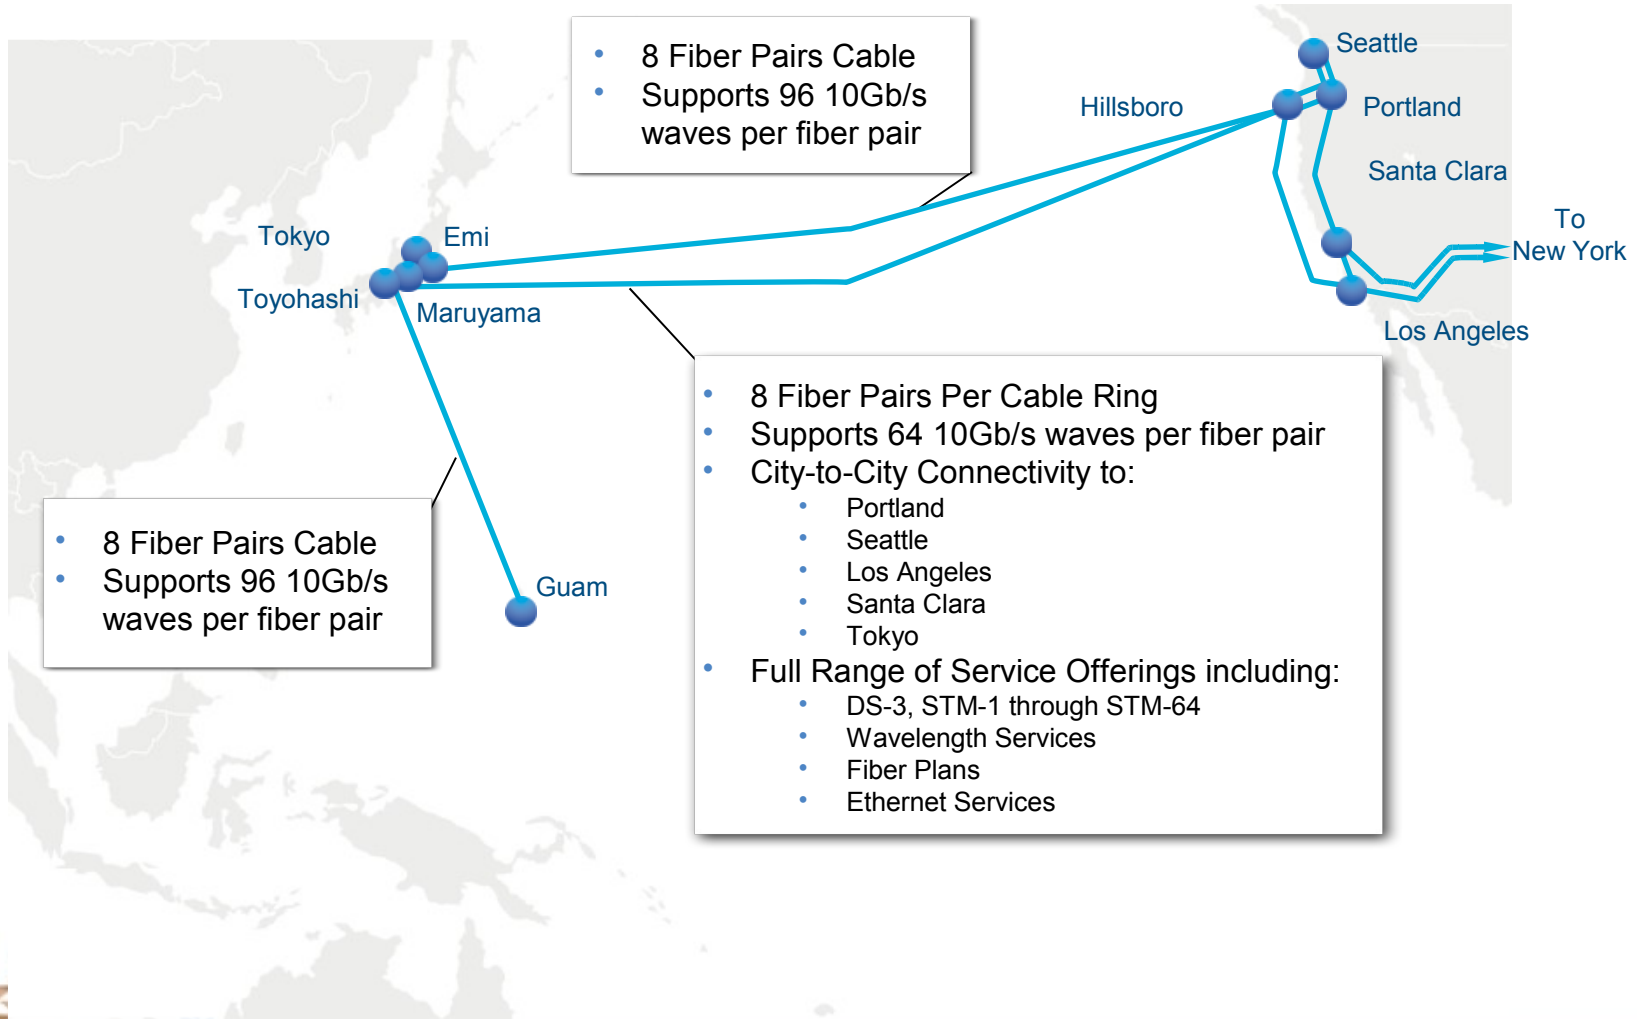 • 8 Fiber Pairs Cable
• Supports 96 10Gb/s
waves per fiber pair
Seattle
Hillsboro
Portland
Santa Clara
To
New York
Los Angeles
Tokyo
Emi
Toyohashi
Maruyama
• 8 Fiber Pairs Per Cable Ring
• Supports 64 10Gb/s waves per fiber pair
• City-to-City Connectivity to:
• Portland
• Seattle
• Los Angeles
• Santa Clara
• Tokyo
• Full Range of Service Offerings including:
• DS-3, STM-1 through STM-64
• Wavelength Services
• Fiber Plans
• Ethernet Services
• 8 Fiber Pairs Cable
• Supports 96 10Gb/s
waves per fiber pair
Guam